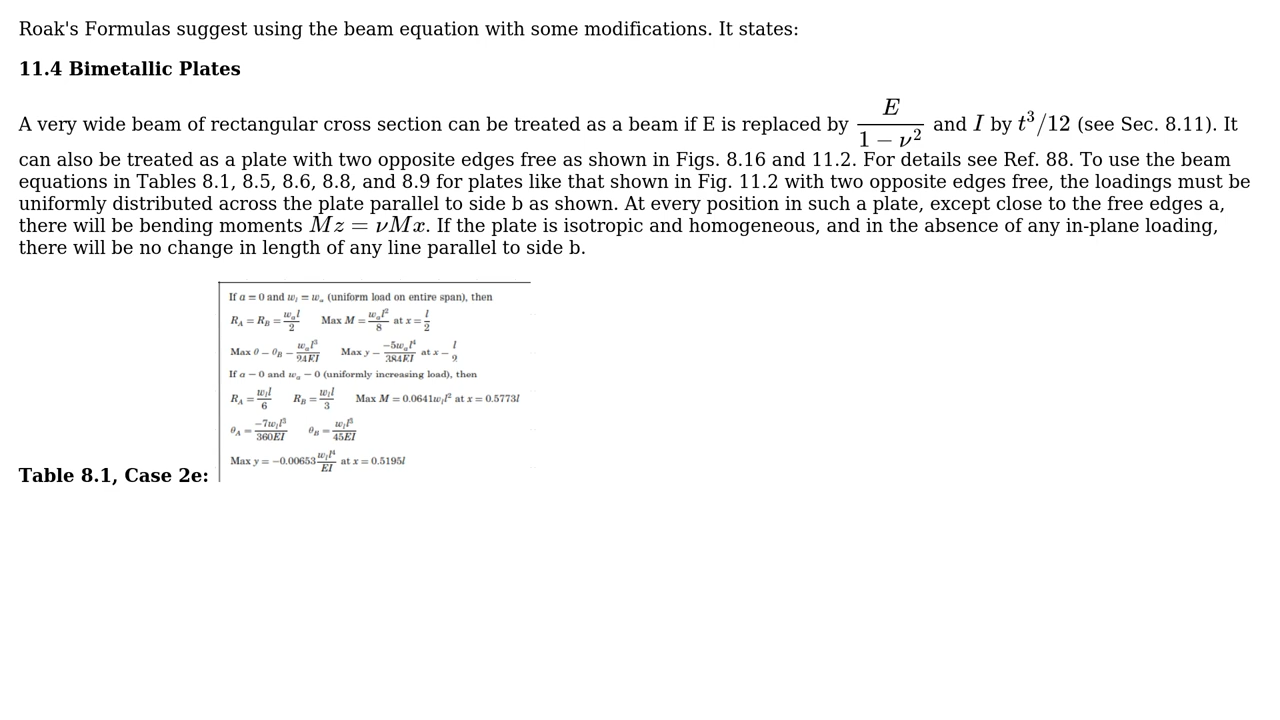 Roak's Formulas suggest using the beam equation with some modifications. It states:
11.4 Bimetallic Plates
A very wide beam of rectangular cross section can be treated as a beam if E is replaced by E / (1 − ν²) and I by t³/12 (see Sec. 8.11). It
can also be treated as a plate with two opposite edges free as shown in Figs. 8.16 and 11.2. For details see Ref. 88. To use the beam
equations in Tables 8.1, 8.5, 8.6, 8.8, and 8.9 for plates like that shown in Fig. 11.2 with two opposite edges free, the loadings must be
uniformly distributed across the plate parallel to side b as shown. At every position in such a plate, except close to the free edges a,
there will be bending moments Mz = νMx. If the plate is isotropic and homogeneous, and in the absence of any in-plane loading,
there will be no change in length of any line parallel to side b.
If a = 0 and wₗ = wₐ (uniform load on entire span), then
R_A = R_B = wₐl / 2 Max M = wₐl² / 8 at x = l / 2
Max θ − θ_B − wₐl³ / 24EI Max y − −5wₐl⁴ / 384EI at x − l / 2
If a − 0 and wₐ − 0 (uniformly increasing load), then
R_A = wₗl / 6 R_B = wₗl / 3 Max M = 0.0641wₗl² at x = 0.5773l
θ_A = −7wₗl³ / 360EI θ_B = wₗl³ / 45EI
Max y = −0.00653 wₗl⁴ / EI at x = 0.5195l
Table 8.1, Case 2e: